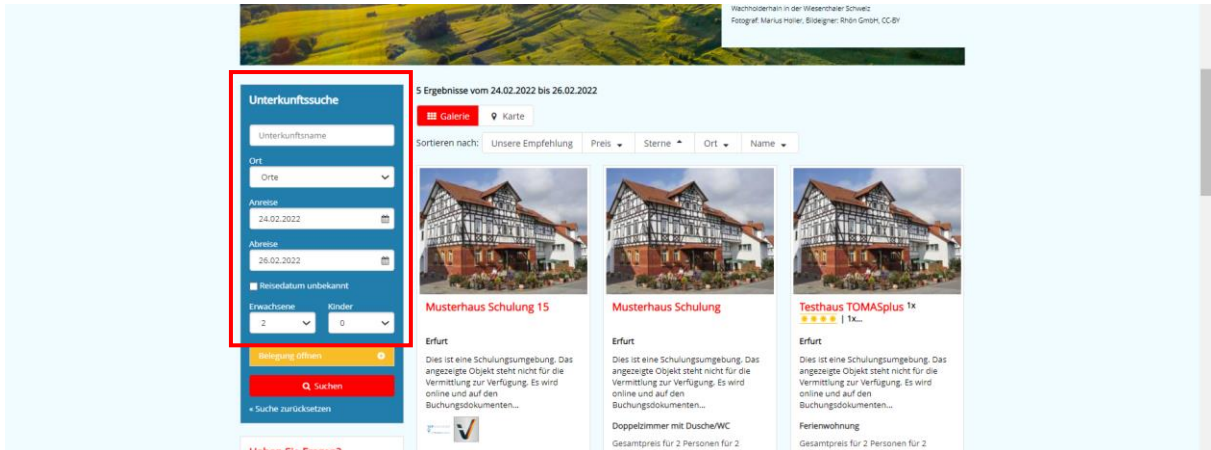 Wachholderhain in der Wiesenthaler Schweiz
Fotograf: Marius Holler, Bildeigner: Rhön GmbH, CC-BY
Unterkunftssuche
Unterkunftsname
Ort
Orte
Anreise
24.02.2022
Abreise
26.02.2022
Reisedatum unbekannt
Erwachsene Kinder
2 0
Belegung öffnen
Suchen
« Suche zurücksetzen
Haben Sie Fragen?
5 Ergebnisse vom 24.02.2022 bis 26.02.2022
Galerie Karte
Sortieren nach: Unsere Empfehlung Preis Sterne Ort Name
Musterhaus Schulung 15
Erfurt
Dies ist eine Schulungsumgebung. Das
angezeigte Objekt steht nicht für die
Vermittlung zur Verfügung. Es wird
online und auf den
Buchungsdokumenten...
Musterhaus Schulung
Erfurt
Dies ist eine Schulungsumgebung. Das
angezeigte Objekt steht nicht für die
Vermittlung zur Verfügung. Es wird
online und auf den
Buchungsdokumenten...
Doppelzimmer mit Dusche/WC
Gesamtpreis für 2 Personen für 2
Testhaus TOMASplus 1x
| 1x...
Erfurt
Dies ist eine Schulungsumgebung. Das
angezeigte Objekt steht nicht für die
Vermittlung zur Verfügung. Es wird
online und auf den
Buchungsdokumenten...
Ferienwohnung
Gesamtpreis für 2 Personen für 2